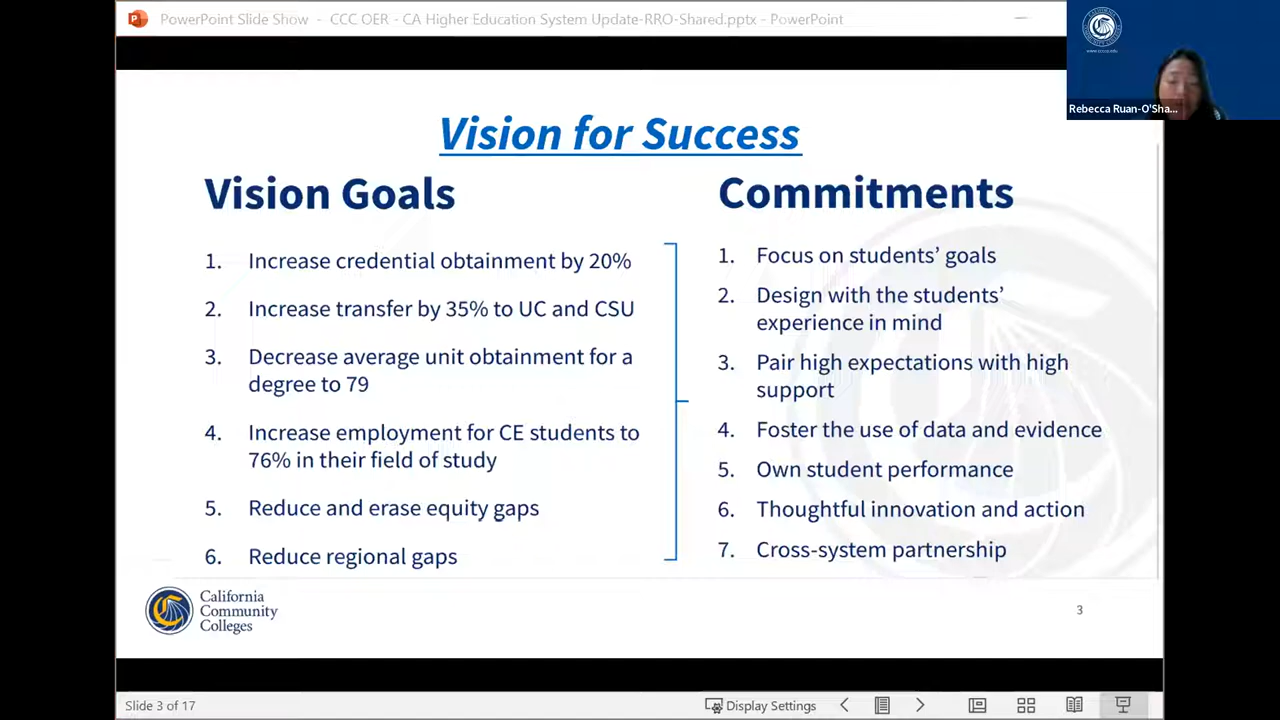 PowerPoint Slide Show - CCC OER - CA Higher Education System Update-RRO-Shared.pptx - PowerPoint
Rebecca Ruan-O'Sha...
Vision for Success
Vision Goals
1. Increase credential obtainment by 20%
2. Increase transfer by 35% to UC and CSU
3. Decrease average unit obtainment for a
degree to 79
4. Increase employment for CE students to
76% in their field of study
5. Reduce and erase equity gaps
6. Reduce regional gaps
Commitments
1. Focus on students’ goals
2. Design with the students’
experience in mind
3. Pair high expectations with high
support
4. Foster the use of data and evidence
5. Own student performance
6. Thoughtful innovation and action
7. Cross-system partnership
California
Community
Colleges
3
Slide 3 of 17
Display Settings